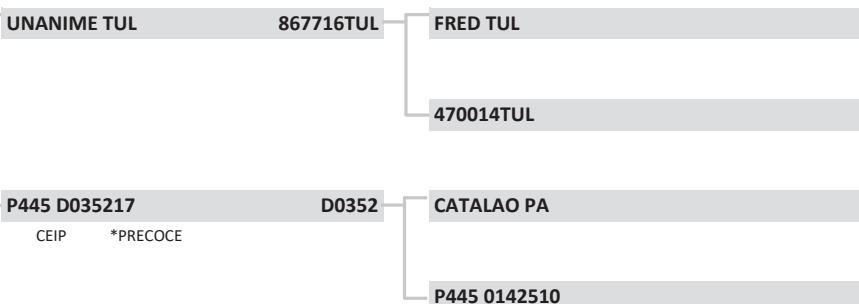 UNANIME TUL 867716TUL FRED TUL
470014TUL
P445 D035217 D0352 CATALAO PA
CEIP *PRECOCE
P445 0142510